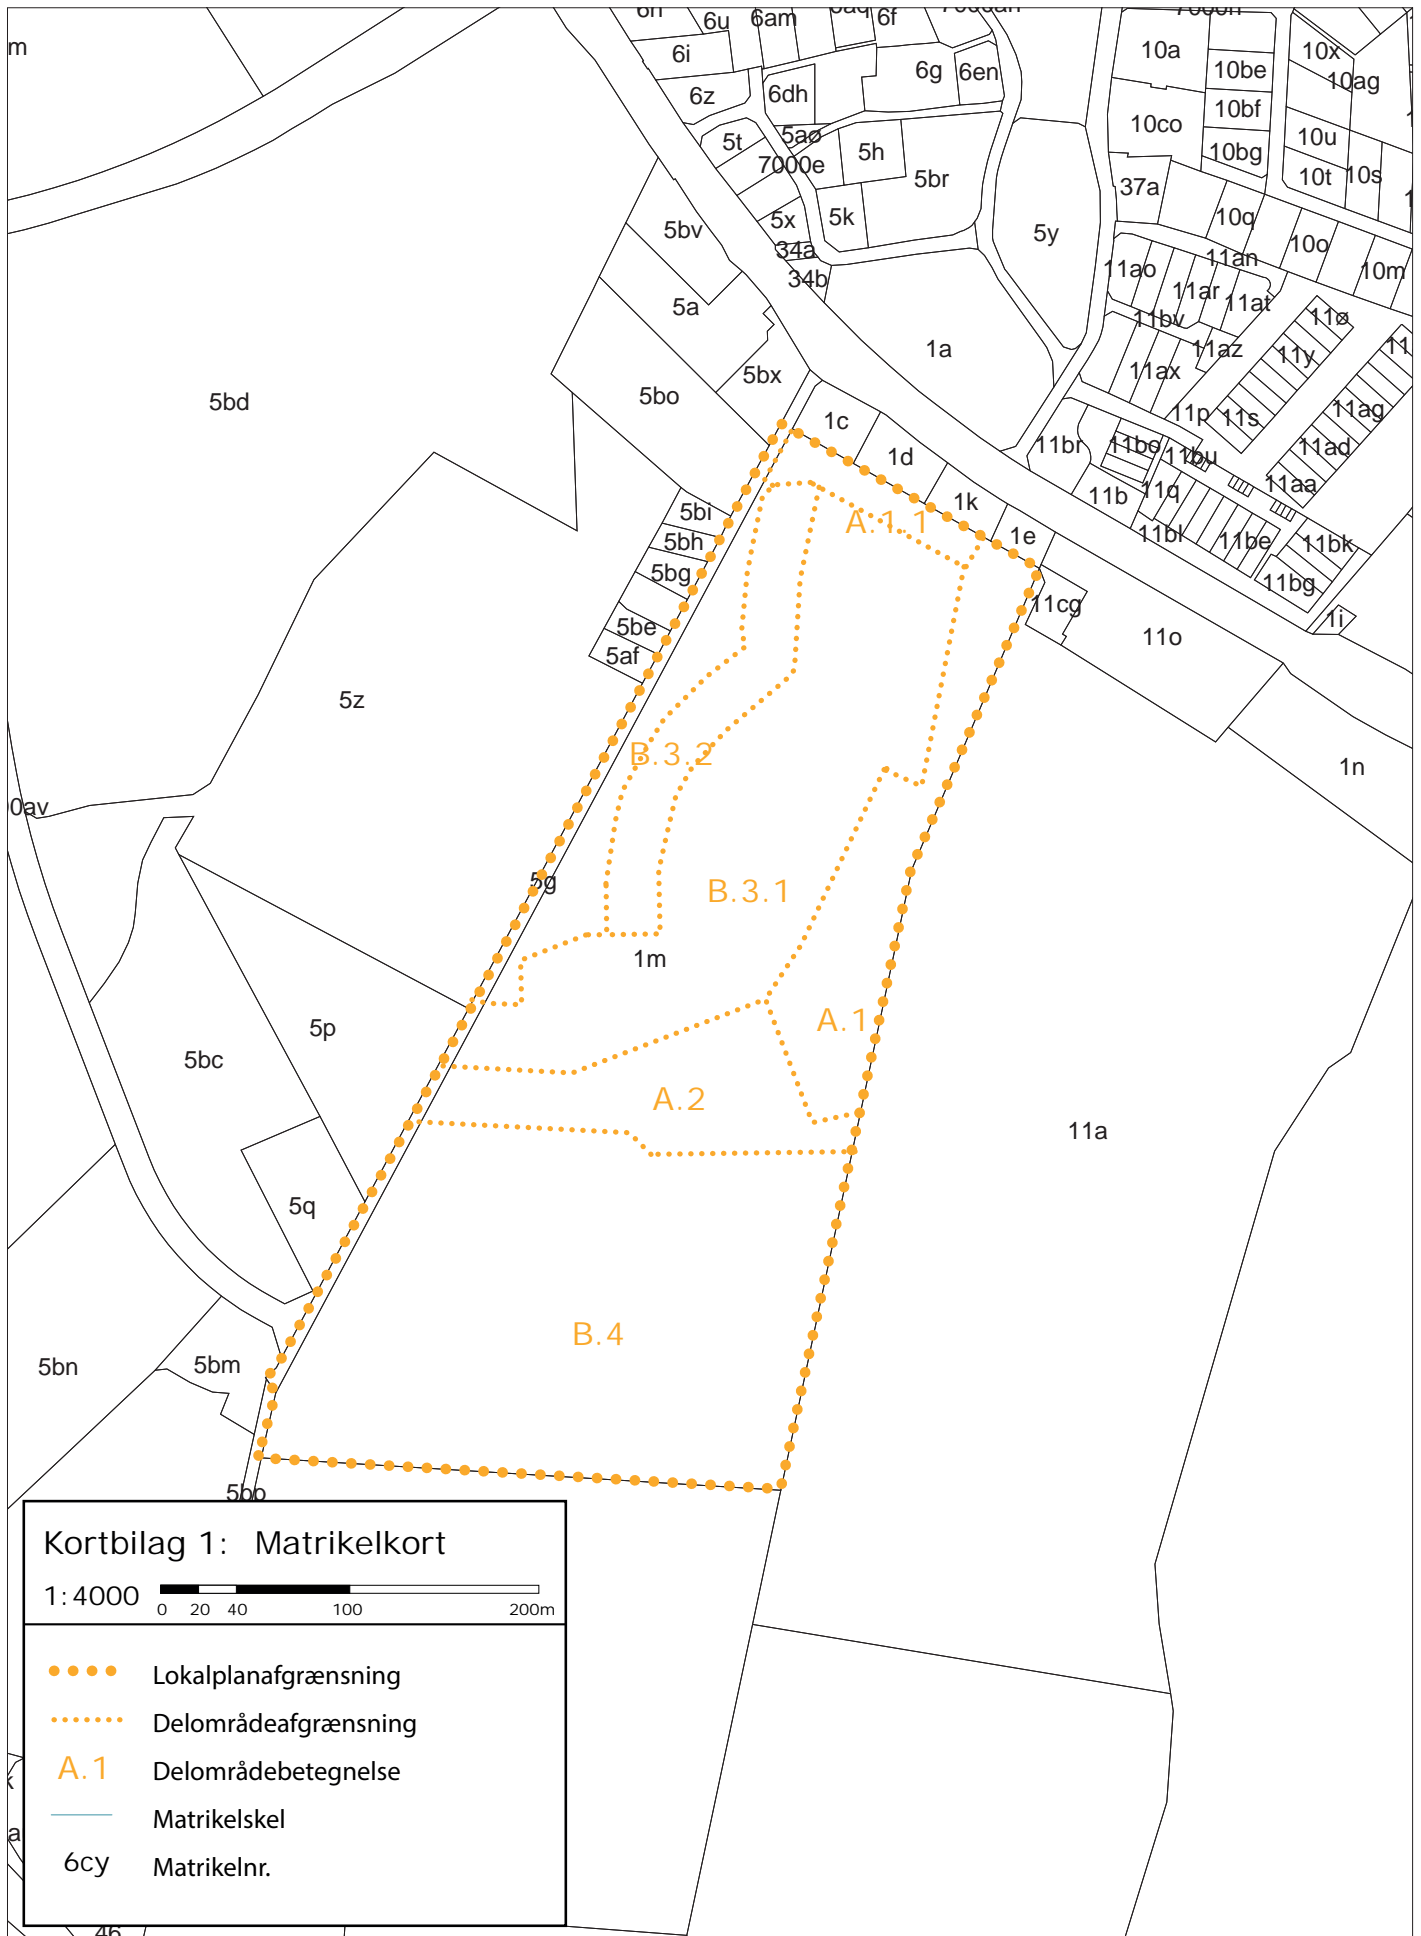 m
6u
6am
6f
6i
6g
6en
6z
6dh
5aø
5t
7000e
5h
5br
5x
5k
34a
34b
5bv
5a
5bx
5bo
5bd
5y
1a
10a
10be
10x
10ag
10co
10bf
10bg
10u
10t
10s
37a
10q
10o
10m
11ao
11an
11ar
11at
11bv
11az
11ax
11ø
11y
11
11p
11s
11ag
11ad
11aa
11br
11bo
11bu
11b
11q
11bl
11be
11bk
11bg
1i
1c
1d
1k
1e
11cg
11o
1n
5bi
5bh
5bg
5be
5af
5z
0av
5g
A.1.1
B.3.2
B.3.1
1m
A.1
A.2
B.4
11a
5p
5bc
5q
5bn
5bm
Kortbilag 1: Matrikelkort
1:4000
0 20 40 100 200m
Lokalplanafgrænsning
Delområdeafgrænsning
A.1 Delområdebetegnelse
Matrikelskel
6cy Matrikelnr.
a
46